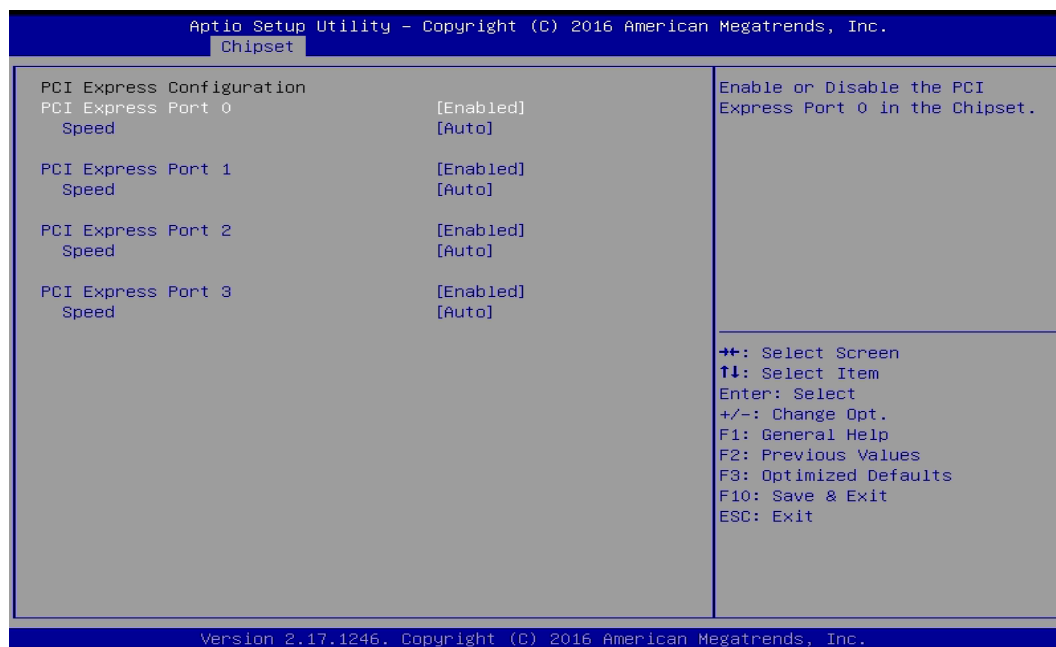 Aptio Setup Utility – Copyright (C) 2016 American Megatrends, Inc.
Chipset
PCI Express Configuration
PCI Express Port 0 [Enabled]
Speed [Auto]
PCI Express Port 1 [Enabled]
Speed [Auto]
PCI Express Port 2 [Enabled]
Speed [Auto]
PCI Express Port 3 [Enabled]
Speed [Auto]
Enable or Disable the PCI
Express Port 0 in the Chipset.
→←: Select Screen
↑↓: Select Item
Enter: Select
+/-: Change Opt.
F1: General Help
F2: Previous Values
F3: Optimized Defaults
F10: Save & Exit
ESC: Exit
Version 2.17.1246. Copyright (C) 2016 American Megatrends, Inc.